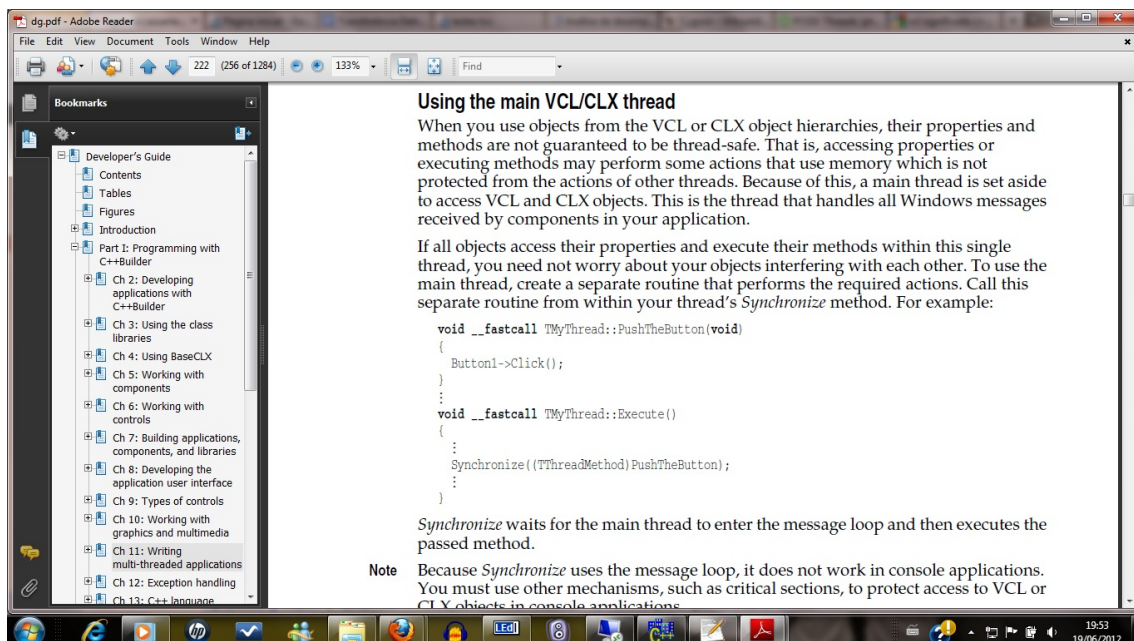 dg.pdf - Adobe Reader
File Edit View Document Tools Window Help
222 (256 of 1284) 133% Find
Bookmarks
Developer's Guide
Contents
Tables
Figures
Introduction
Part I: Programming with
C++Builder
Ch 2: Developing
applications with
C++Builder
Ch 3: Using the class
libraries
Ch 4: Using BaseCLX
Ch 5: Working with
components
Ch 6: Working with
controls
Ch 7: Building applications,
components, and libraries
Ch 8: Developing the
application user interface
Ch 9: Types of controls
Ch 10: Working with
graphics and multimedia
Ch 11: Writing
multi-threaded applications
Ch 12: Exception handling
Ch 13: C++ language
Using the main VCL/CLX thread
When you use objects from the VCL or CLX object hierarchies, their properties and
methods are not guaranteed to be thread-safe. That is, accessing properties or
executing methods may perform some actions that use memory which is not
protected from the actions of other threads. Because of this, a main thread is set aside
to access VCL and CLX objects. This is the thread that handles all Windows messages
received by components in your application.
If all objects access their properties and execute their methods within this single
thread, you need not worry about your objects interfering with each other. To use the
main thread, create a separate routine that performs the required actions. Call this
separate routine from within your thread's Synchronize method. For example:
void __fastcall TMyThread::PushTheButton(void)
{
Button1->Click();
}
⋮
void __fastcall TMyThread::Execute()
{
⋮
Synchronize((TThreadMethod)PushTheButton);
⋮
}
Synchronize waits for the main thread to enter the message loop and then executes the
passed method.
Note Because Synchronize uses the message loop, it does not work in console applications.
You must use other mechanisms, such as critical sections, to protect access to VCL or
CLX objects in console applications.
LEd
19:53
19/06/2012